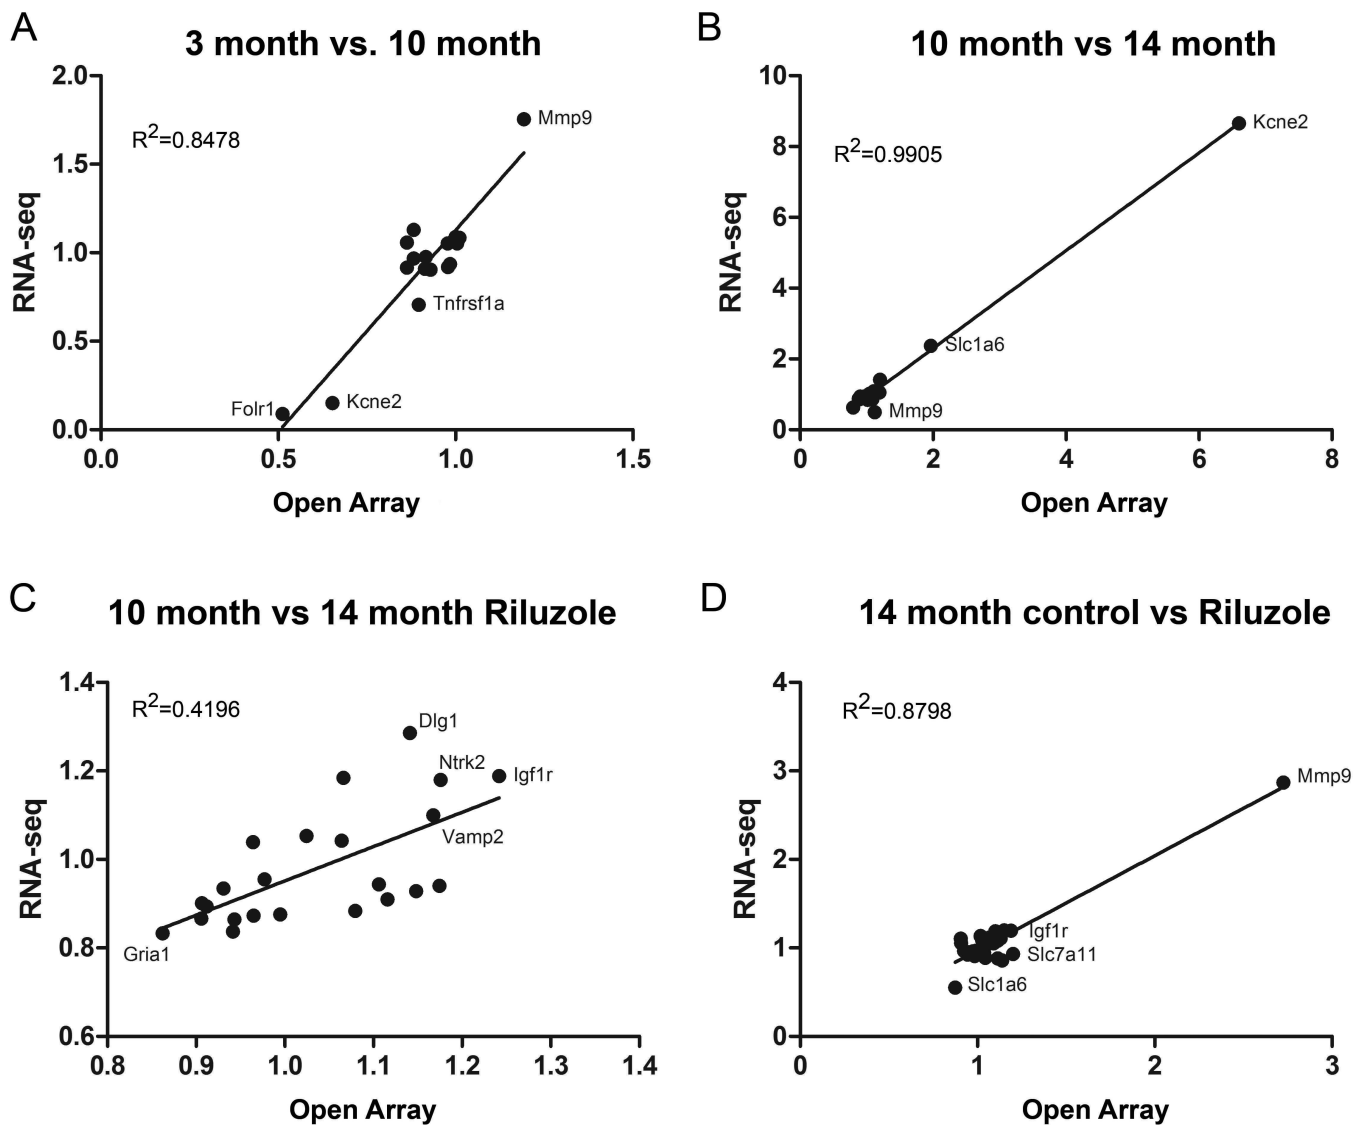 A
3 month vs. 10 month
R²=0.8478
RNA-seq
2.0
1.5
1.0
0.5
0.0
Mmp9
Tnfrsf1a
Kcne2
Folr1
0.0 0.5 1.0 1.5
Open Array
B
10 month vs 14 month
R²=0.9905
RNA-seq
10
8
6
4
2
0
Kcne2
Slc1a6
Mmp9
0 2 4 6 8
Open Array
C
10 month vs 14 month Riluzole
R²=0.4196
RNA-seq
1.4
1.2
1.0
0.8
0.6
Dlg1
Ntrk2
Igf1r
Vamp2
Gria1
0.8 0.9 1.0 1.1 1.2 1.3 1.4
Open Array
D
14 month control vs Riluzole
R²=0.8798
RNA-seq
4
3
2
1
0
Mmp9
Igf1r
Slc7a11
Slc1a6
0 1 2 3
Open Array